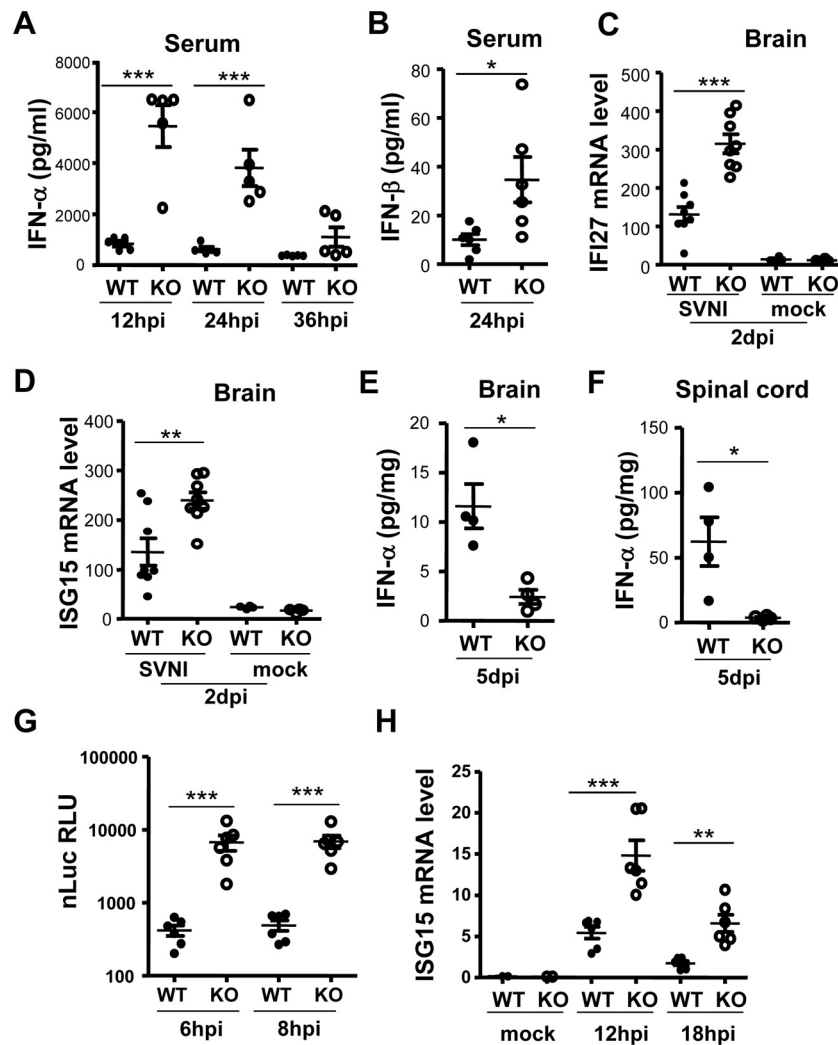 A
Serum
IFN-α (pg/ml)
8000
6000
4000
2000
0
***
***
WT KO WT KO WT KO
12hpi 24hpi 36hpi
B
Serum
IFN-β (pg/ml)
80
60
40
20
0
*
WT KO
24hpi
C
Brain
IFI27 mRNA level
500
400
300
200
100
0
***
WT KO WT KO
SVNI mock
2dpi
D
Brain
ISG15 mRNA level
400
300
200
100
0
**
WT KO WT KO
SVNI mock
2dpi
E
Brain
IFN-α (pg/mg)
20
15
10
5
0
*
WT KO
5dpi
F
Spinal cord
IFN-α (pg/mg)
150
100
50
0
*
WT KO
5dpi
G
nLuc RLU
100000
10000
1000
100
***
***
WT KO WT KO
6hpi 8hpi
H
ISG15 mRNA level
25
20
15
10
5
0
***
**
WT KO WT KO WT KO
mock 12hpi 18hpi